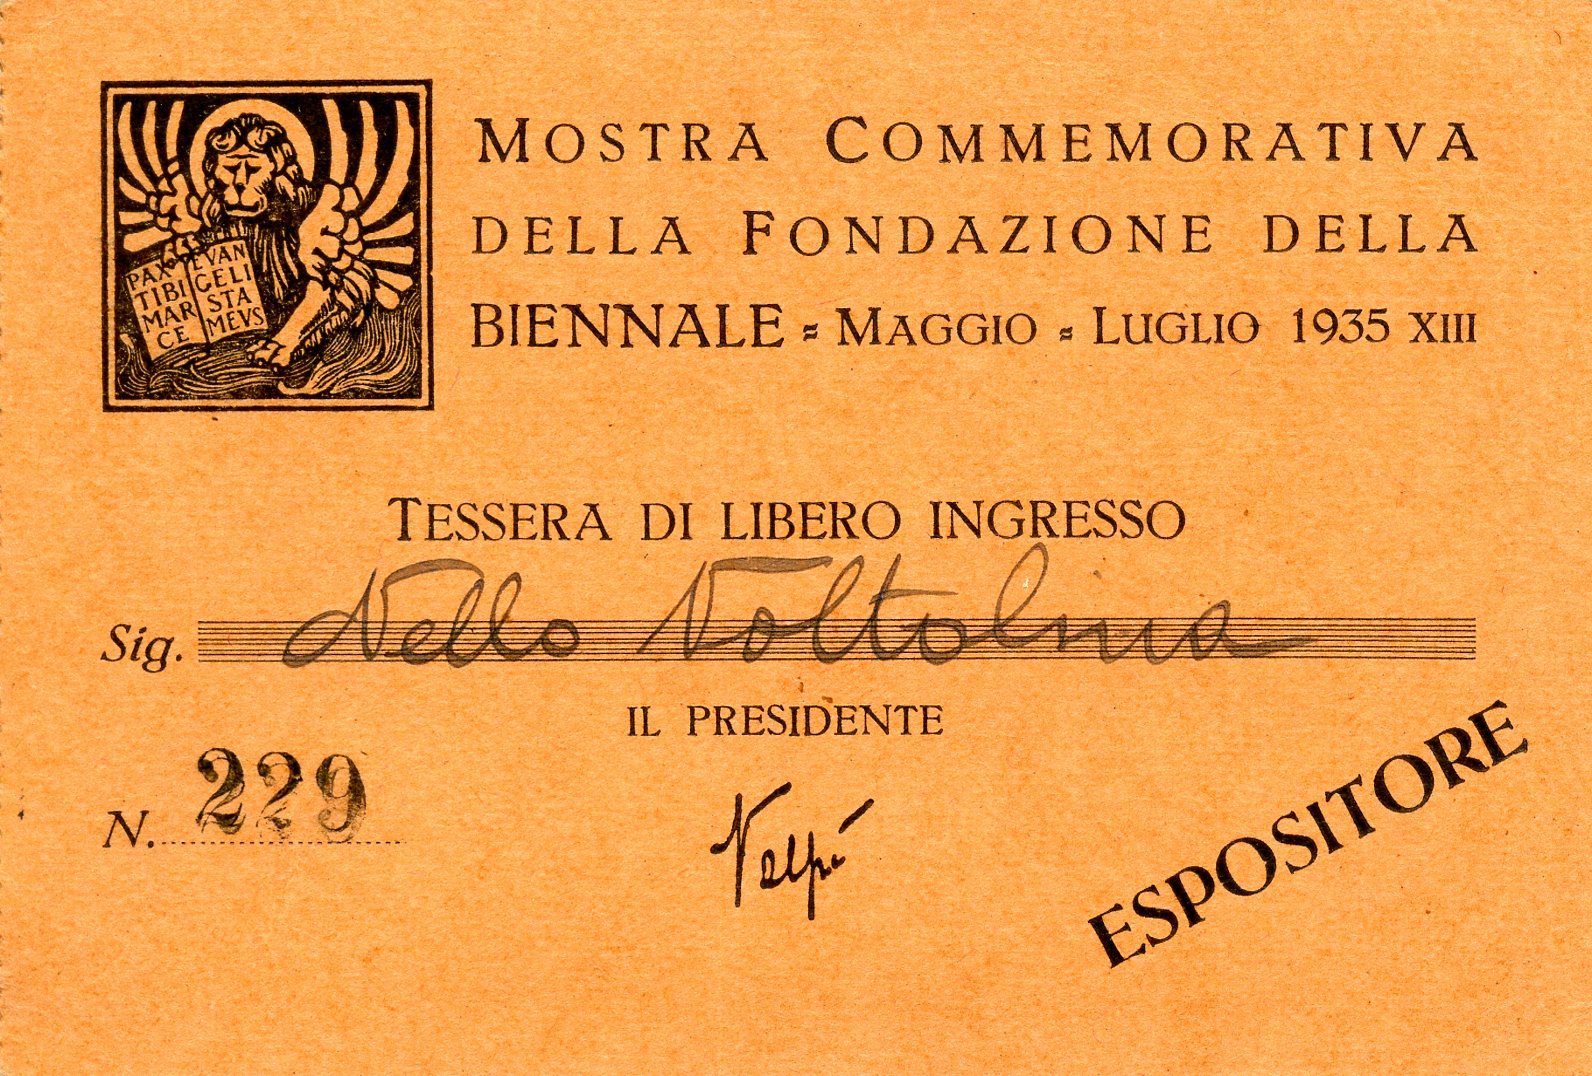 MOSTRA COMMEMORATIVA
DELLA FONDAZIONE DELLA
BIENNALE - MAGGIO - LUGLIO 1935 XIII
PAX
TIBI
MAR
CE
EVAN
GELI
STA
MEVS
TESSERA DI LIBERO INGRESSO
Sig. Nello Voltolina
IL PRESIDENTE
N. 229
Volpi
ESPOSITORE